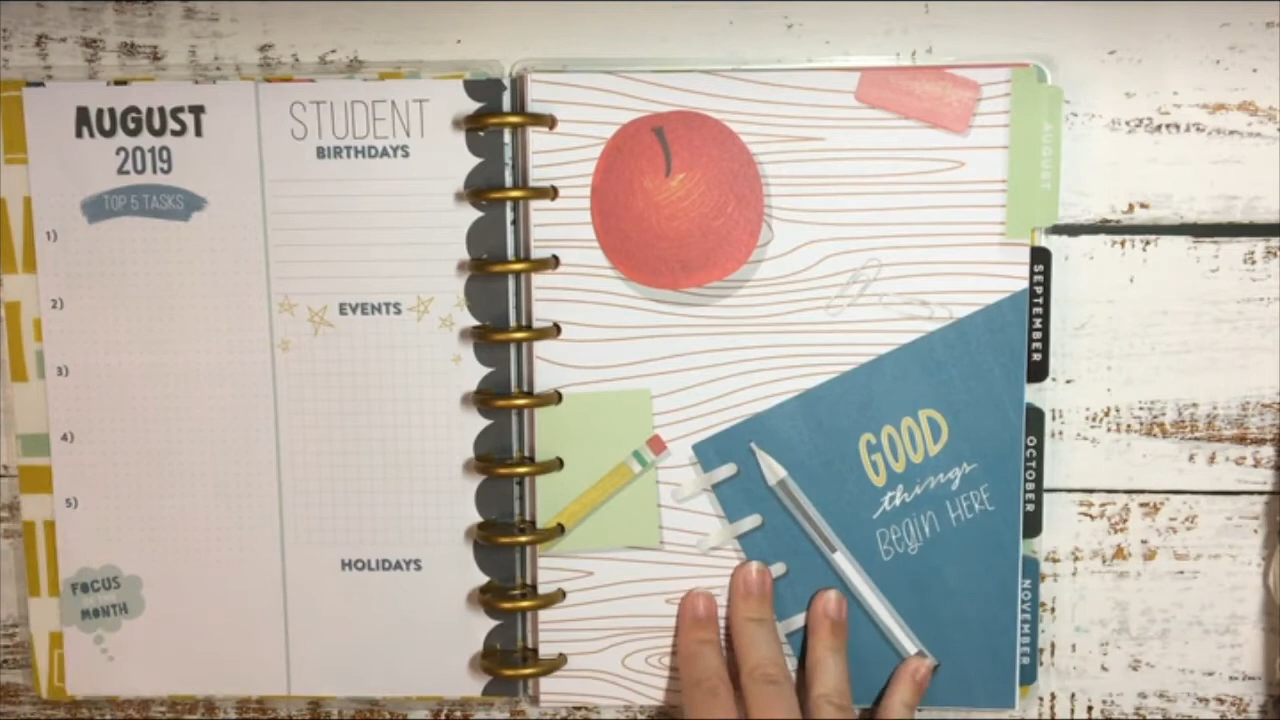 AUGUST
2019
TOP 5 TASKS
1)
2)
3)
4)
5)
FOCUS
MONTH
STUDENT
BIRTHDAYS
EVENTS
HOLIDAYS
GOOD
things
BEGIN HERE
AUGUST
SEPTEMBER
OCTOBER
NOVEMBER